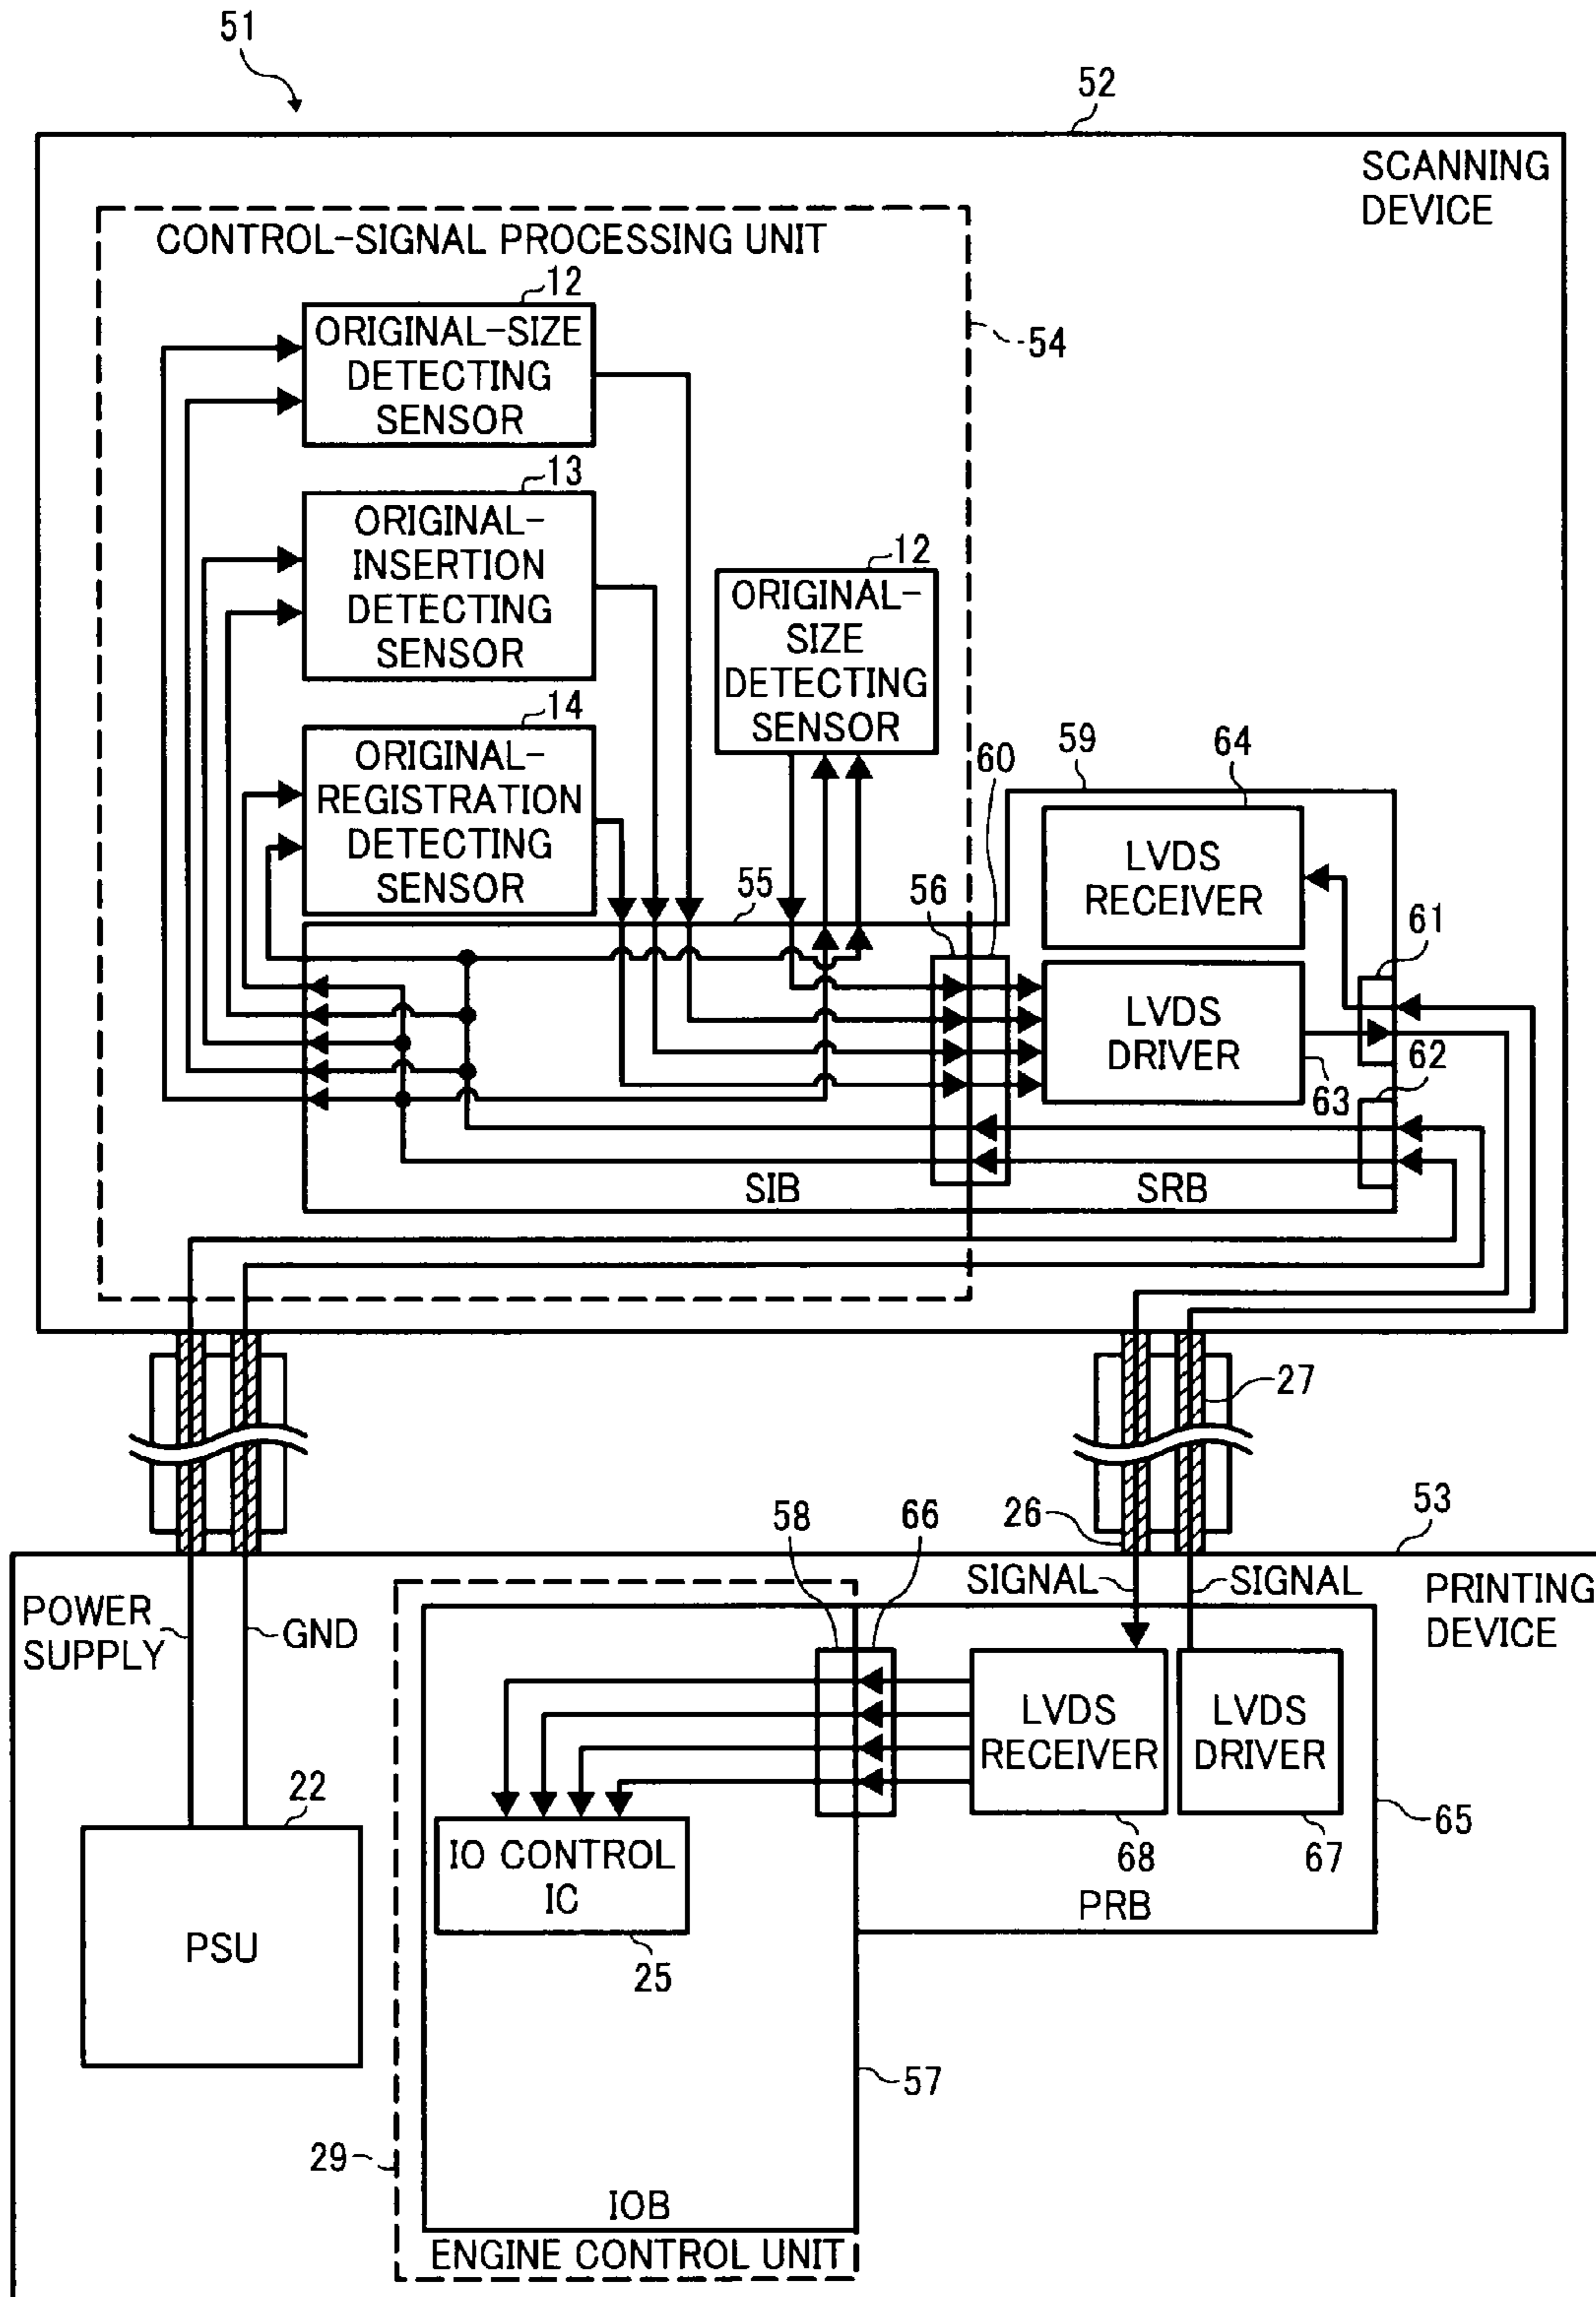 51
52
SCANNING
DEVICE
CONTROL-SIGNAL PROCESSING UNIT
12
ORIGINAL-SIZE
DETECTING
SENSOR
54
13
ORIGINAL-
INSERTION
DETECTING
SENSOR
12
ORIGINAL-
SIZE
DETECTING
SENSOR
14
ORIGINAL-
REGISTRATION
DETECTING
SENSOR
60
59
64
LVDS
RECEIVER
55
56
61
LVDS
DRIVER
62
63
SIB
SRB
27
26
58
66
53
SIGNAL
SIGNAL
PRINTING
DEVICE
POWER
SUPPLY
GND
LVDS
RECEIVER
LVDS
DRIVER
22
65
IO CONTROL
IC
68
67
PRB
PSU
25
57
29
IOB
ENGINE CONTROL UNIT